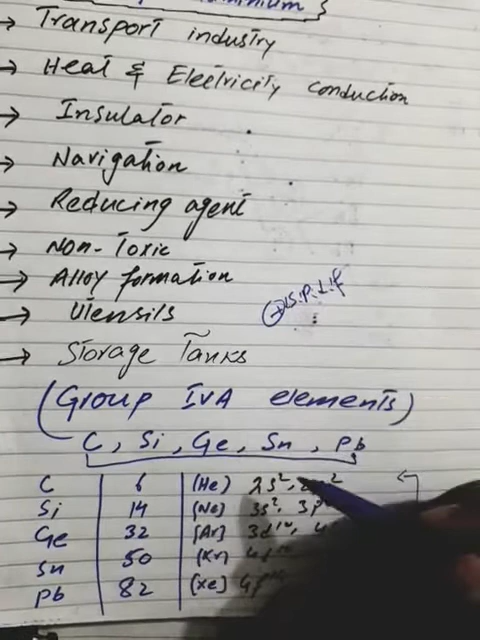 → Transport industry
→ Heat & Electricity conduction
→ Insulator
→ Navigation
→ Reducing agent
→ Non-Toxic
→ Alloy formation
→ Utensils
→ Storage Tanks
→s.p.d.f
(Group IVA elements)
C, Si, Ge, Sn, Pb
C 6 (He) 2s²,
Si 14 (Ne) 3s², 3p
Ge 32 [Ar] 3d¹⁰, 4
Sn 50 (Kr)
Pb 82 (xe) 4f